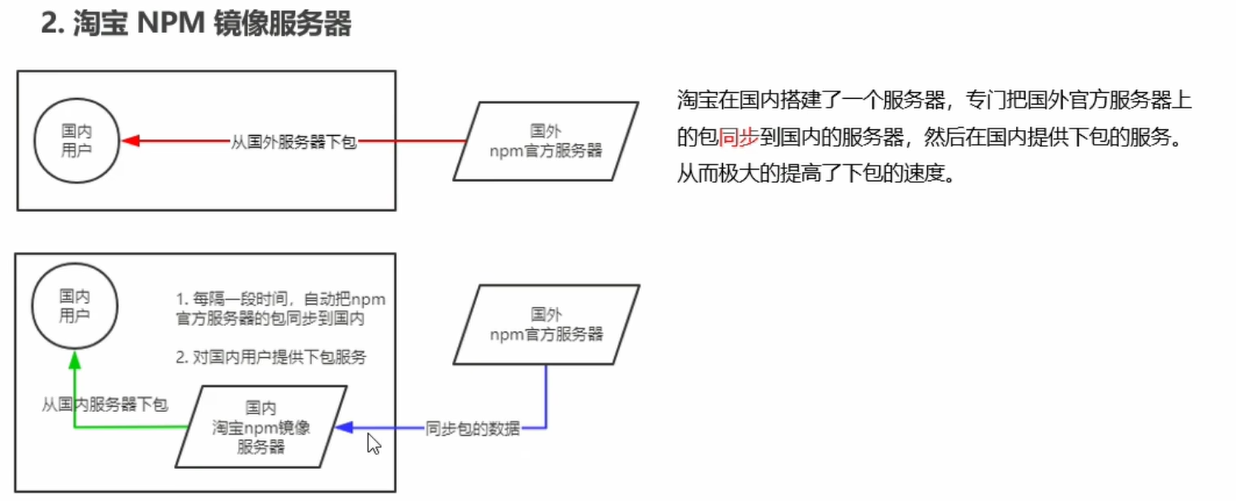 2. 淘宝 NPM 镜像服务器
国内
用户
从国外服务器下包
国外
npm官方服务器
淘宝在国内搭建了一个服务器，专门把国外官方服务器上
的包同步到国内的服务器，然后在国内提供下包的服务。
从而极大的提高了下包的速度。
国内
用户
1. 每隔一段时间，自动把npm
官方服务器的包同步到国内
2. 对国内用户提供下包服务
国外
npm官方服务器
从国内服务器下包
国内
淘宝npm镜像
服务器
同步包的数据